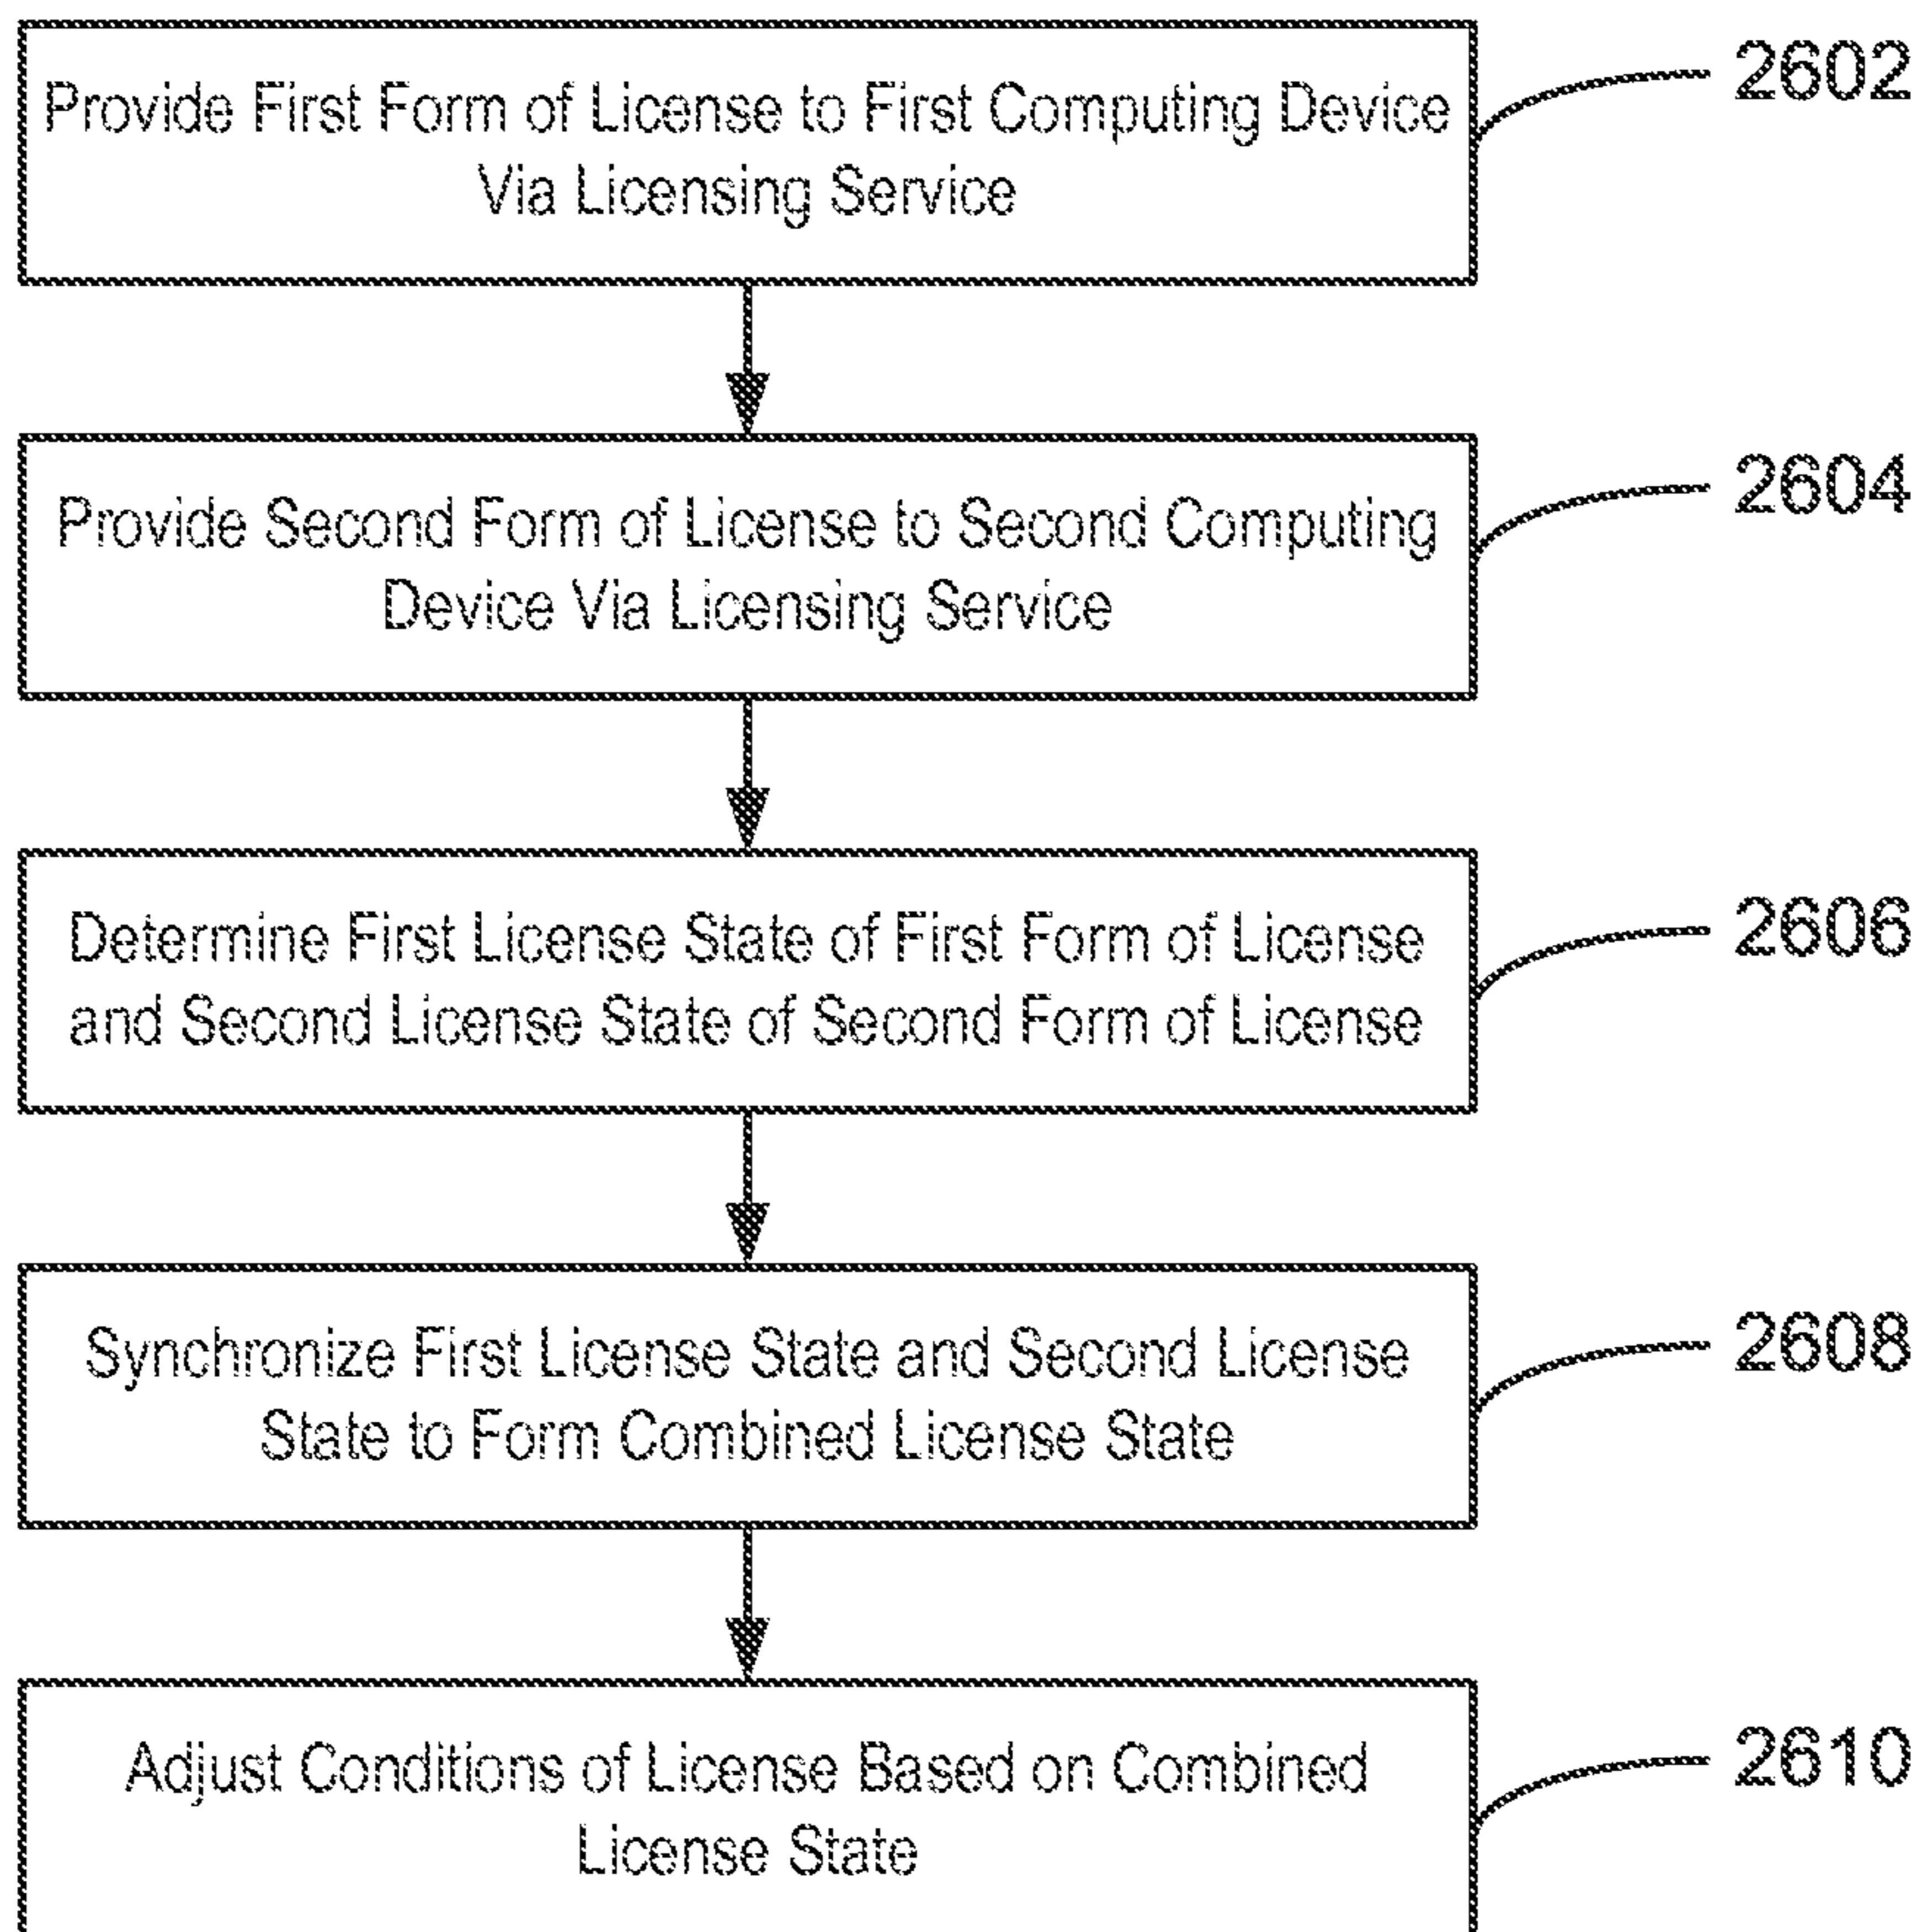 Provide First Form of License to First Computing Device
Via Licensing Service
2602
Provide Second Form of License to Second Computing
Device Via Licensing Service
2604
Determine First License State of First Form of License
and Second License State of Second Form of License
2606
Synchronize First License State and Second License
State to Form Combined License State
2608
Adjust Conditions of License Based on Combined
License State
2610